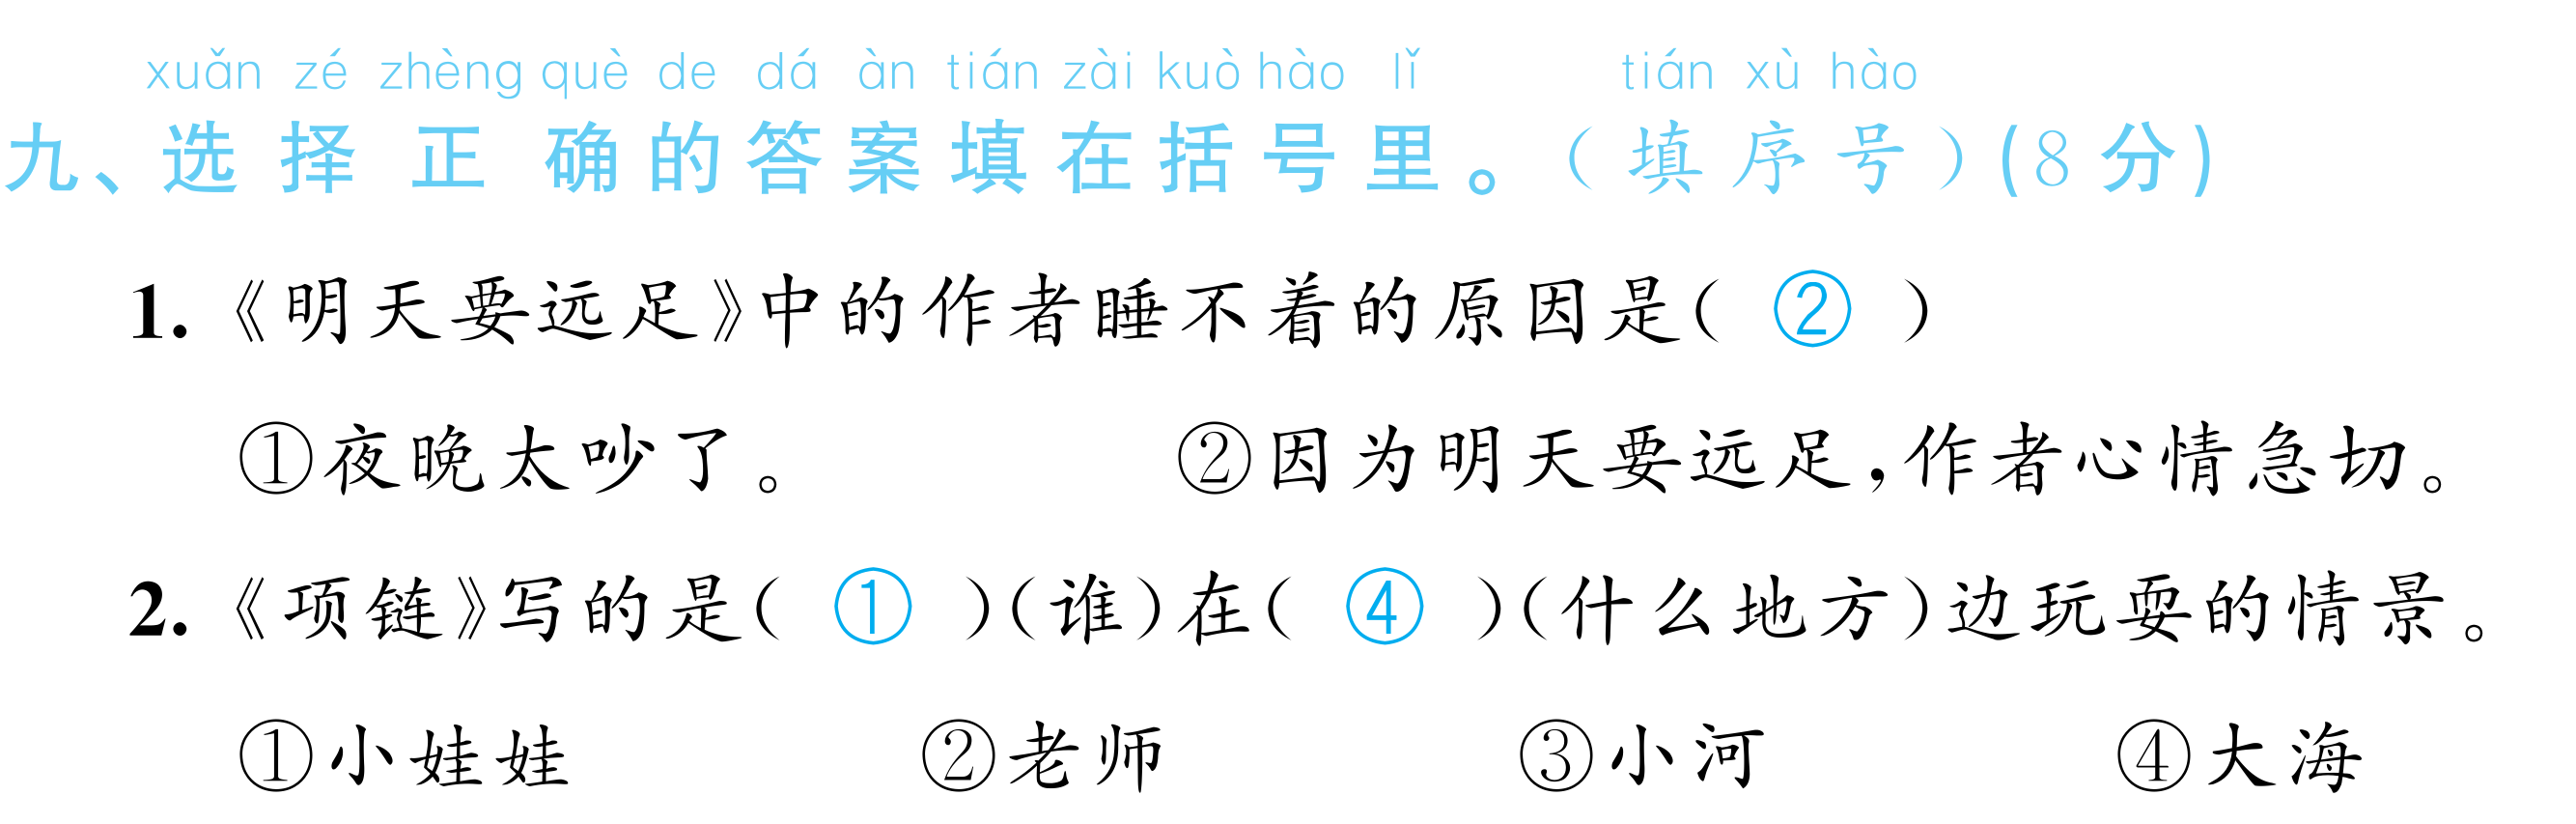 xuǎn zé zhèng què de dá àn tián zài kuò hào lǐ tián xù hào
九、选择正确的答案填在括号里。（填序号）(8分)
1.《明天要远足》中的作者睡不着的原因是( ② )
①夜晚太吵了。 ②因为明天要远足,作者心情急切。
2.《项链》写的是( ① )(谁)在( ④ )(什么地方)边玩耍的情景。
①小娃娃 ②老师 ③小河 ④大海